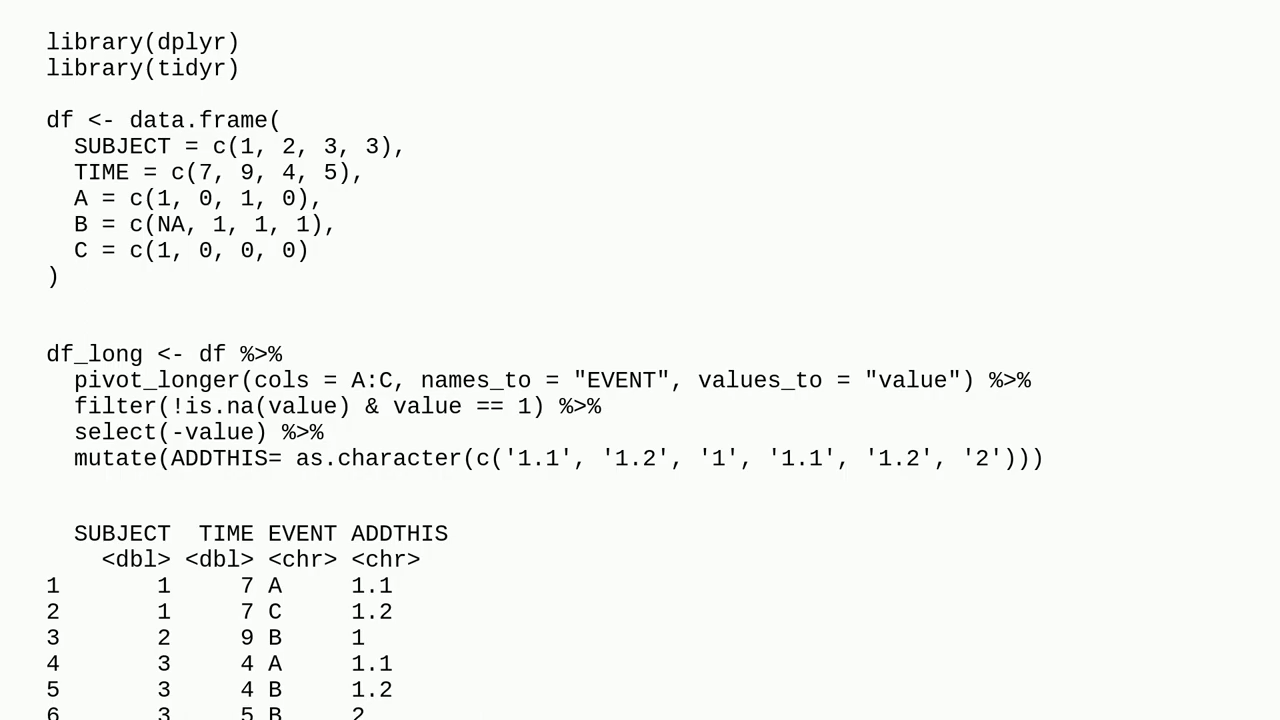 library(dplyr)
library(tidyr)

df <- data.frame(
  SUBJECT = c(1, 2, 3, 3),
  TIME = c(7, 9, 4, 5),
  A = c(1, 0, 1, 0),
  B = c(NA, 1, 1, 1),
  C = c(1, 0, 0, 0)
)


df_long <- df %>%
  pivot_longer(cols = A:C, names_to = "EVENT", values_to = "value") %>%
  filter(!is.na(value) & value == 1) %>%
  select(-value) %>%
  mutate(ADDTHIS= as.character(c('1.1', '1.2', '1', '1.1', '1.2', '2')))


  SUBJECT  TIME EVENT ADDTHIS
    <dbl> <dbl> <chr> <chr>
1       1     7 A     1.1
2       1     7 C     1.2
3       2     9 B     1
4       3     4 A     1.1
5       3     4 B     1.2
6       3     5 B     2